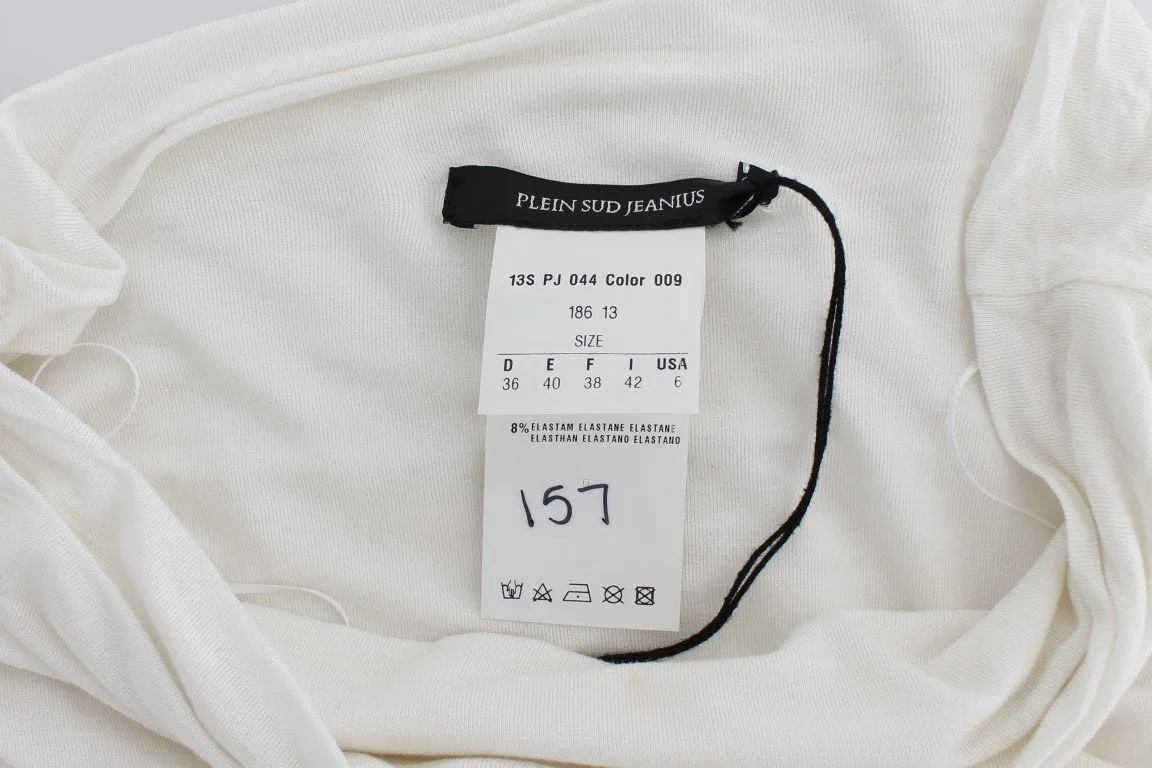 PLEIN SUD JEANIUS
13S PJ 044 Color 009
186 13
SIZE
D E F I USA
36 40 38 42 6
8% ELASTAM ELASTANE ELASTANE
ELASTHAN ELASTANO ELASTANO
157